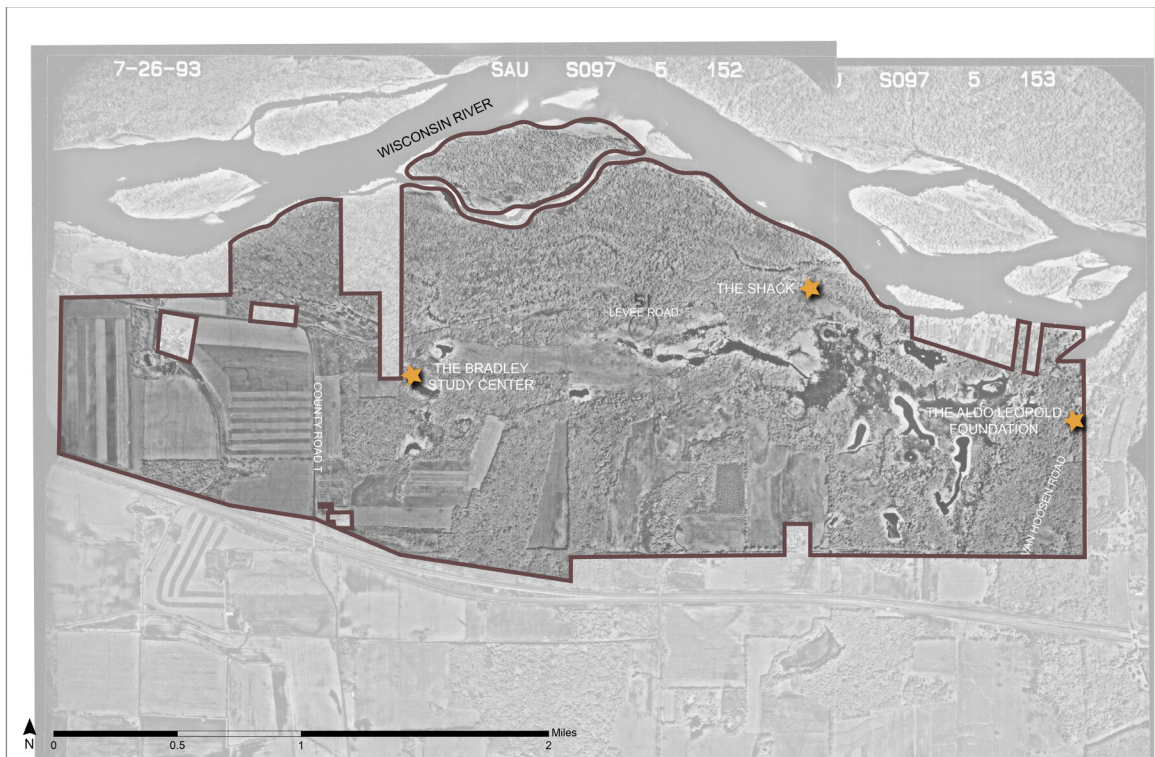 7-26-93
SAU S097 5 152
S097 5 153
WISCONSIN RIVER
THE SHACK
51
LEVEE ROAD
THE BRADLEY
STUDY CENTER
COUNTY ROAD T
THE ALDO LEOPOLD
FOUNDATION
VAN HOOSEN ROAD
N
0 0.5 1 2 Miles